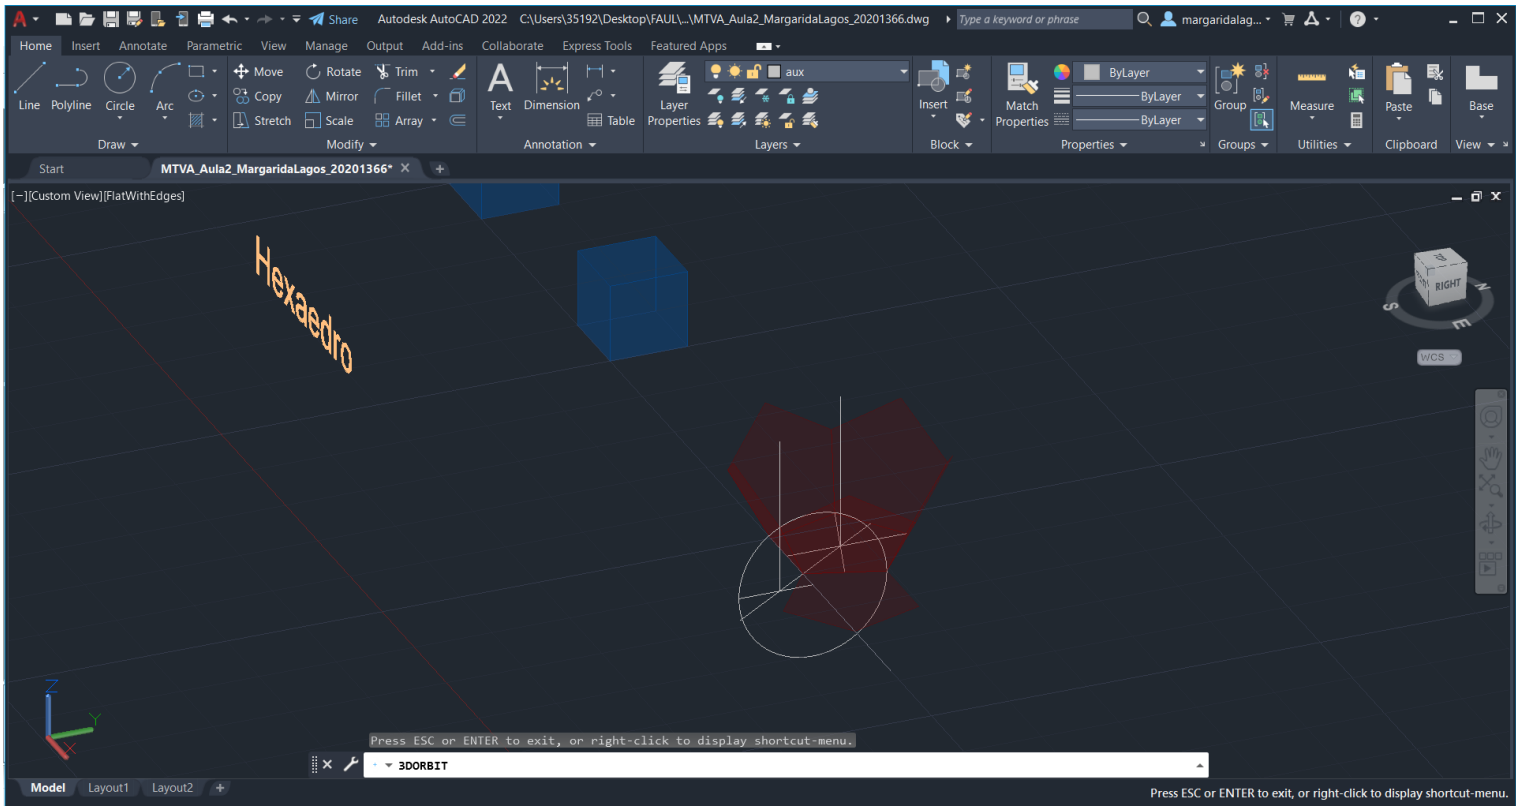 A Share Autodesk AutoCAD 2022 C:\Users\35192\Desktop\FAUL\...\MTVA_Aula2_MargaridaLagos_20201366.dwg Type a keyword or phrase margaridalag...
Home Insert Annotate Parametric View Manage Output Add-ins Collaborate Express Tools Featured Apps
Move Rotate Trim aux ByLayer
Line Polyline Circle Arc Copy Mirror Fillet Text Dimension Layer Properties Insert Match Properties ByLayer Group Measure Paste Base
Stretch Scale Array Table ByLayer
Draw Modify Annotation Layers Block Properties Groups Utilities Clipboard View
Start MTVA_Aula2_MargaridaLagos_20201366* +
[−][Custom View][FlatWithEdges]
Hexaedro
RIGHT
N
S
E
WCS
Z
Y
X
Press ESC or ENTER to exit, or right-click to display shortcut-menu.
3DORBIT
Model Layout1 Layout2 +
Press ESC or ENTER to exit, or right-click to display shortcut-menu.